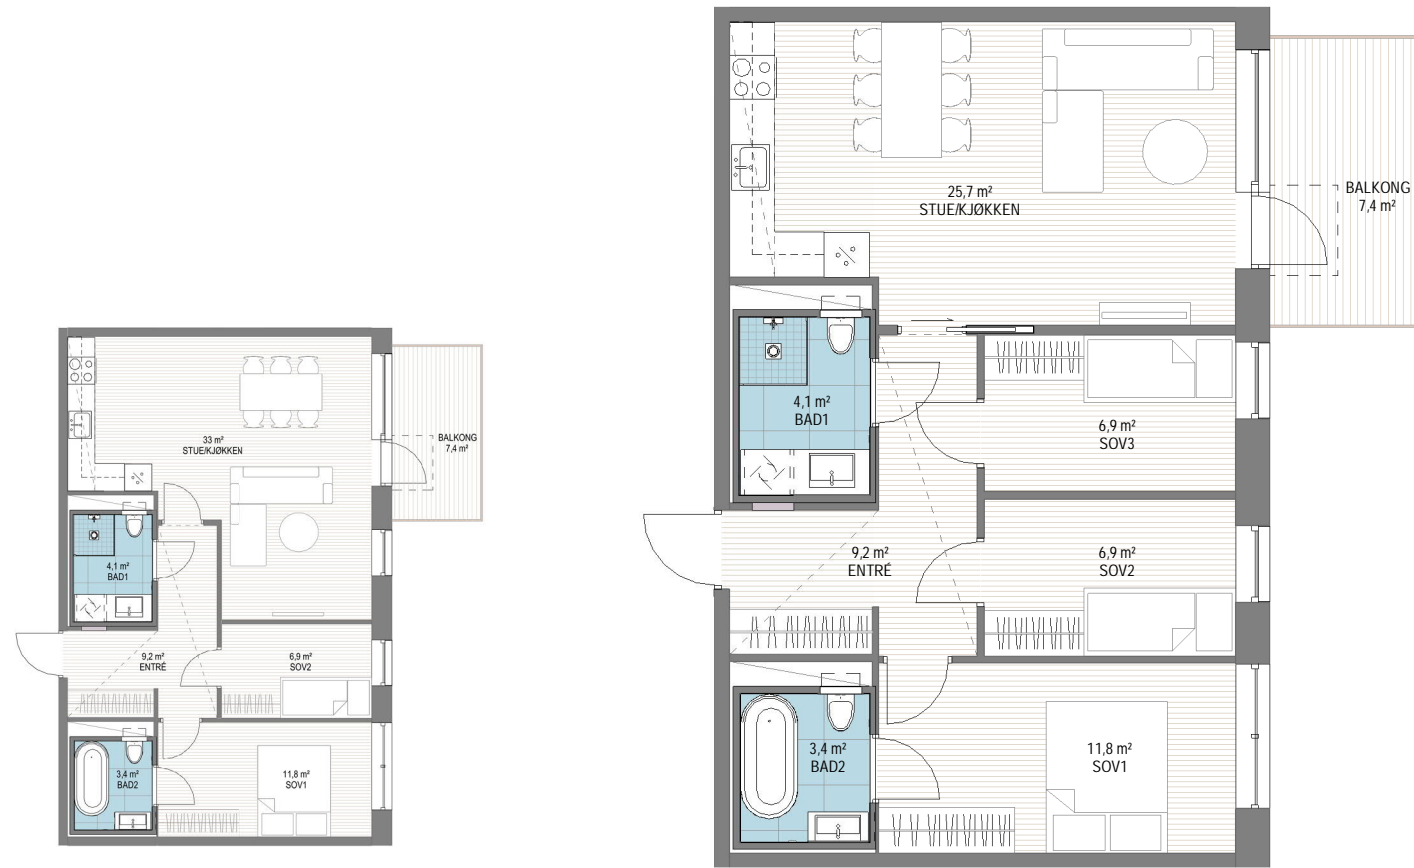 33 m²
STUE/KJØKKEN
BALKONG
7,4 m²
4,1 m²
BAD1
9,2 m²
ENTRÉ
6,9 m²
SOV2
3,4 m²
BAD2
11,8 m²
SOV1
25,7 m²
STUE/KJØKKEN
BALKONG
7,4 m²
4,1 m²
BAD1
6,9 m²
SOV3
9,2 m²
ENTRÉ
6,9 m²
SOV2
3,4 m²
BAD2
11,8 m²
SOV1